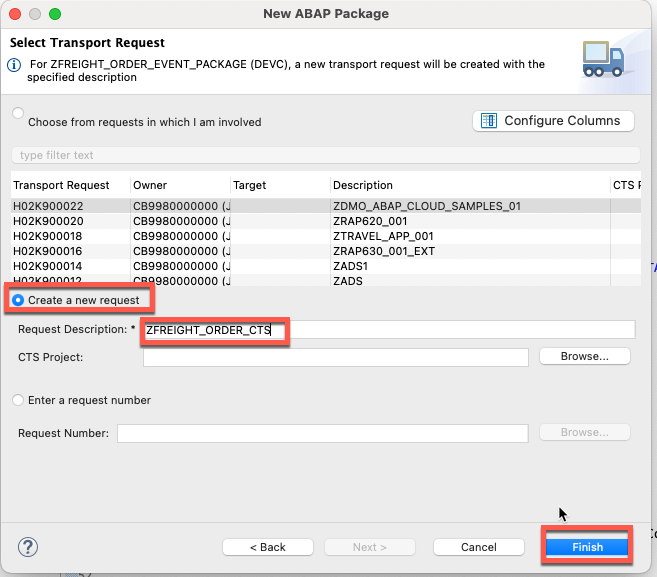 New ABAP Package
Select Transport Request
For ZFREIGHT_ORDER_EVENT_PACKAGE (DEVC), a new transport request will be created with the
specified description
Choose from requests in which I am involved
Configure Columns
type filter text
Transport Request Owner Target Description CTS P
H02K900022 CB9980000000 (J ZDMO_ABAP_CLOUD_SAMPLES_01
H02K900020 CB9980000000 (J ZRAP620_001
H02K900018 CB9980000000 (J ZTRAVEL_APP_001
H02K900016 CB9980000000 (J ZRAP630_001_EXT
H02K900014 CB9980000000 (J ZADS1
H02K900012 CB9980000000 (J ZADS
Create a new request
Request Description: * ZFREIGHT_ORDER_CTS
CTS Project: Browse...
Enter a request number
Request Number: Browse...
? < Back Next > Cancel Finish